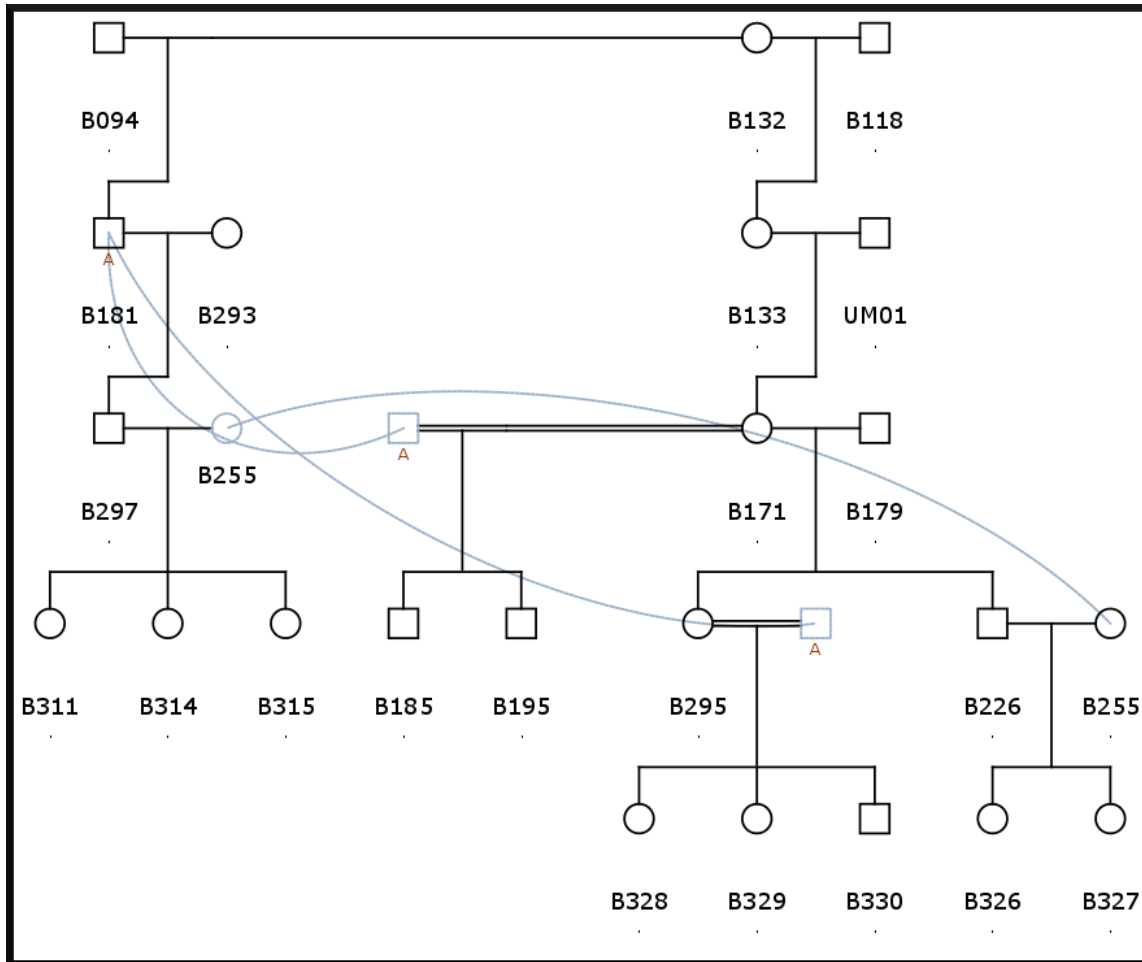 B094 B132 B118
A
B181 B293 B133 UM01
A
B255
B297 B171 B179
A
B311 B314 B315 B185 B195 B295 B226 B255
B328 B329 B330 B326 B327